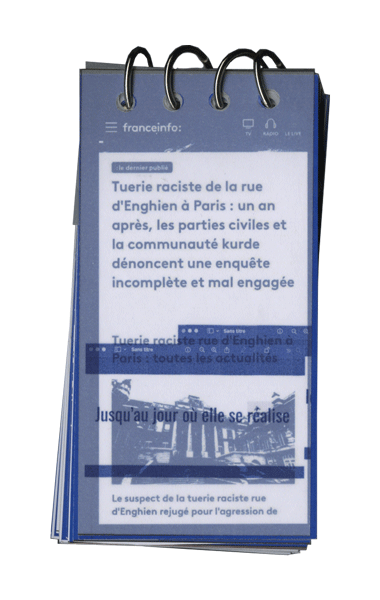 franceinfo:
TV RADIO LE LIVE
le dernier publié
Tuerie raciste de la rue
d'Enghien à Paris : un an
après, les parties civiles et
la communauté kurde
dénoncent une enquête
incomplète et mal engagée
Sans titre
Tuerie raciste rue d'Enghien à
Sans titre
Paris : toutes les actualités
Jusqu'au jour où elle se réalise
Le suspect de la tuerie raciste rue
d'Enghien rejugé pour l'agression de